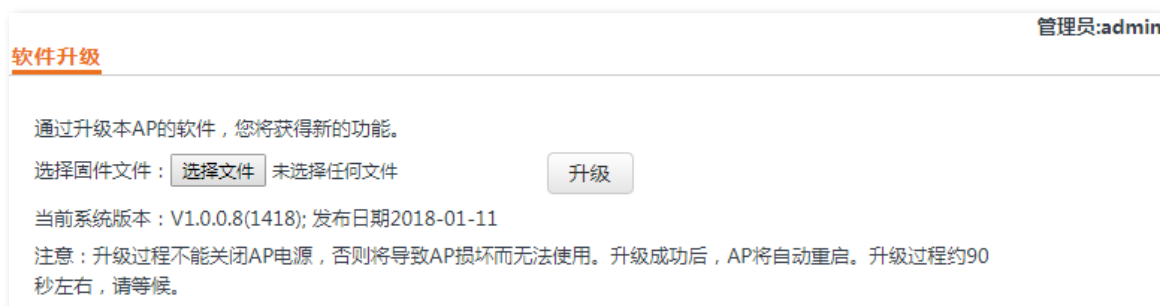 管理员:admin
软件升级
通过升级本AP的软件，您将获得新的功能。
选择固件文件：选择文件 未选择任何文件 升级
当前系统版本：V1.0.0.8(1418); 发布日期2018-01-11
注意：升级过程不能关闭AP电源，否则将导致AP损坏而无法使用。升级成功后，AP将自动重启。升级过程约90
秒左右，请等候。